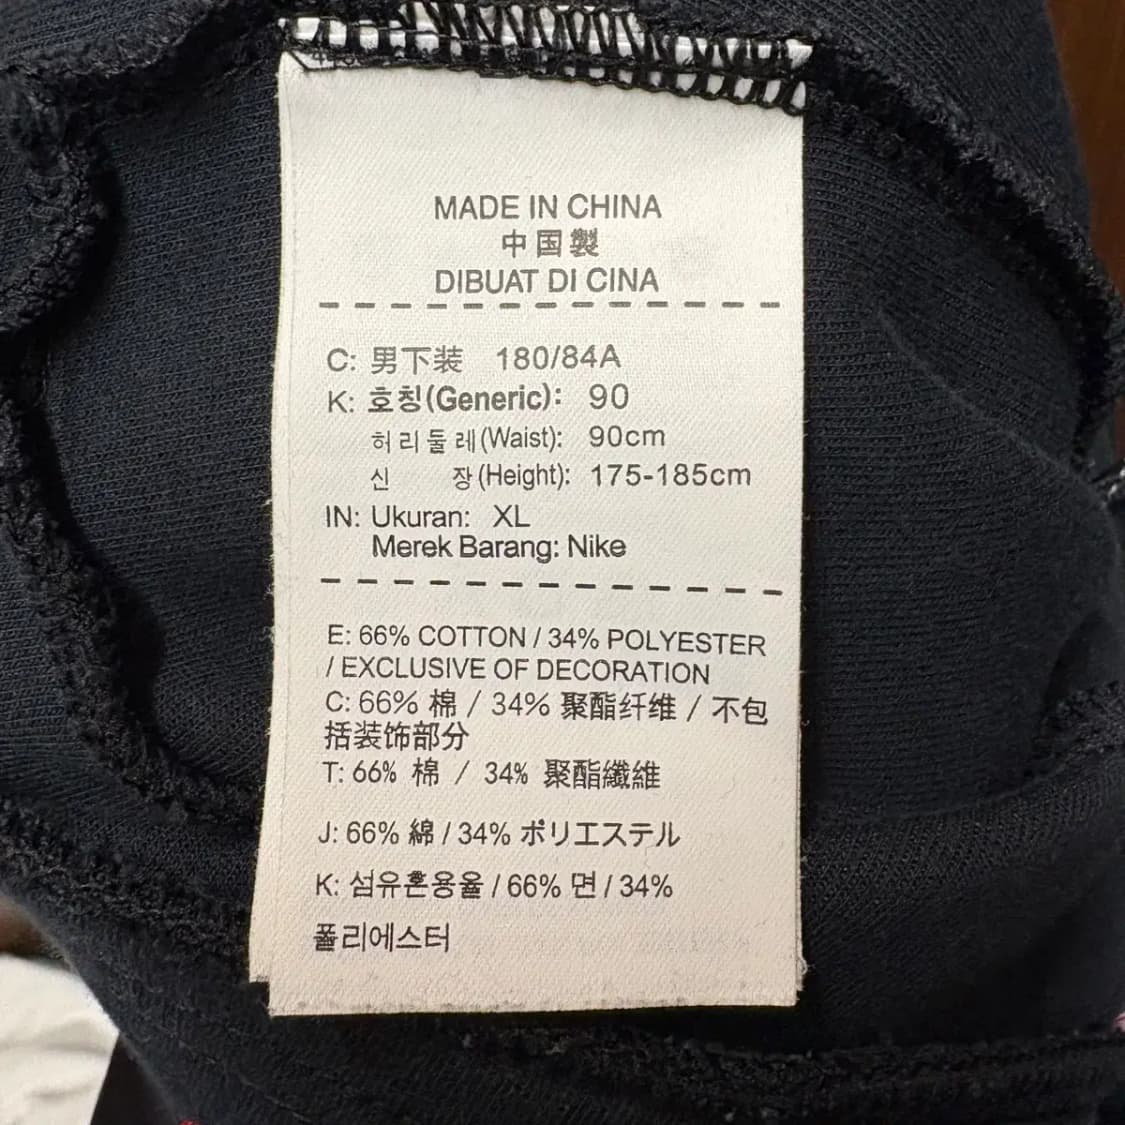 MADE IN CHINA
中国製
DIBUAT DI CINA
C: 男下装 180/84A
K: 호칭(Generic): 90
허리둘레(Waist): 90cm
신 장(Height): 175-185cm
IN: Ukuran: XL
Merek Barang: Nike
E: 66% COTTON / 34% POLYESTER
/ EXCLUSIVE OF DECORATION
C: 66% 棉 / 34% 聚酯纤维 / 不包
括装饰部分
T: 66% 棉 / 34% 聚酯纖維
J: 66% 綿 / 34% ポリエステル
K: 섬유혼용율 / 66% 면 / 34%
폴리에스터